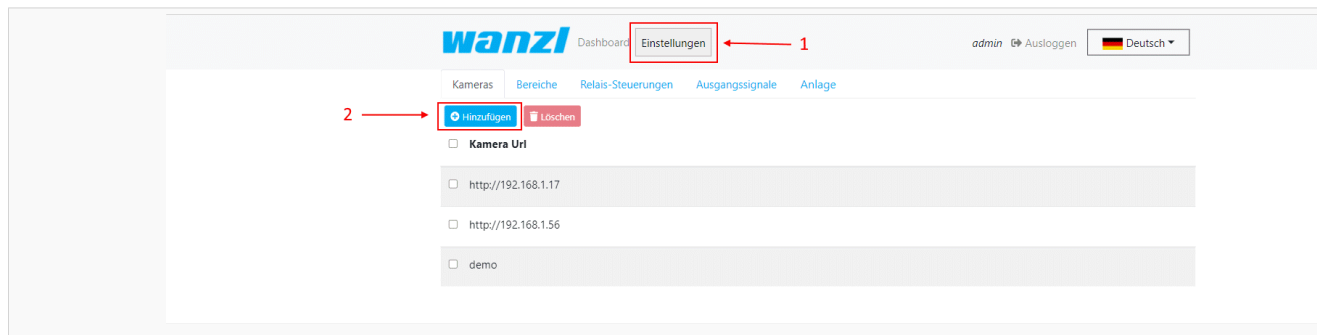 wanzl Dashboard Einstellungen 1 admin Ausloggen Deutsch
Kameras Bereiche Relais-Steuerungen Ausgangssignale Anlage
2 Hinzufügen Löschen
Kamera Url
http://192.168.1.17
http://192.168.1.56
demo